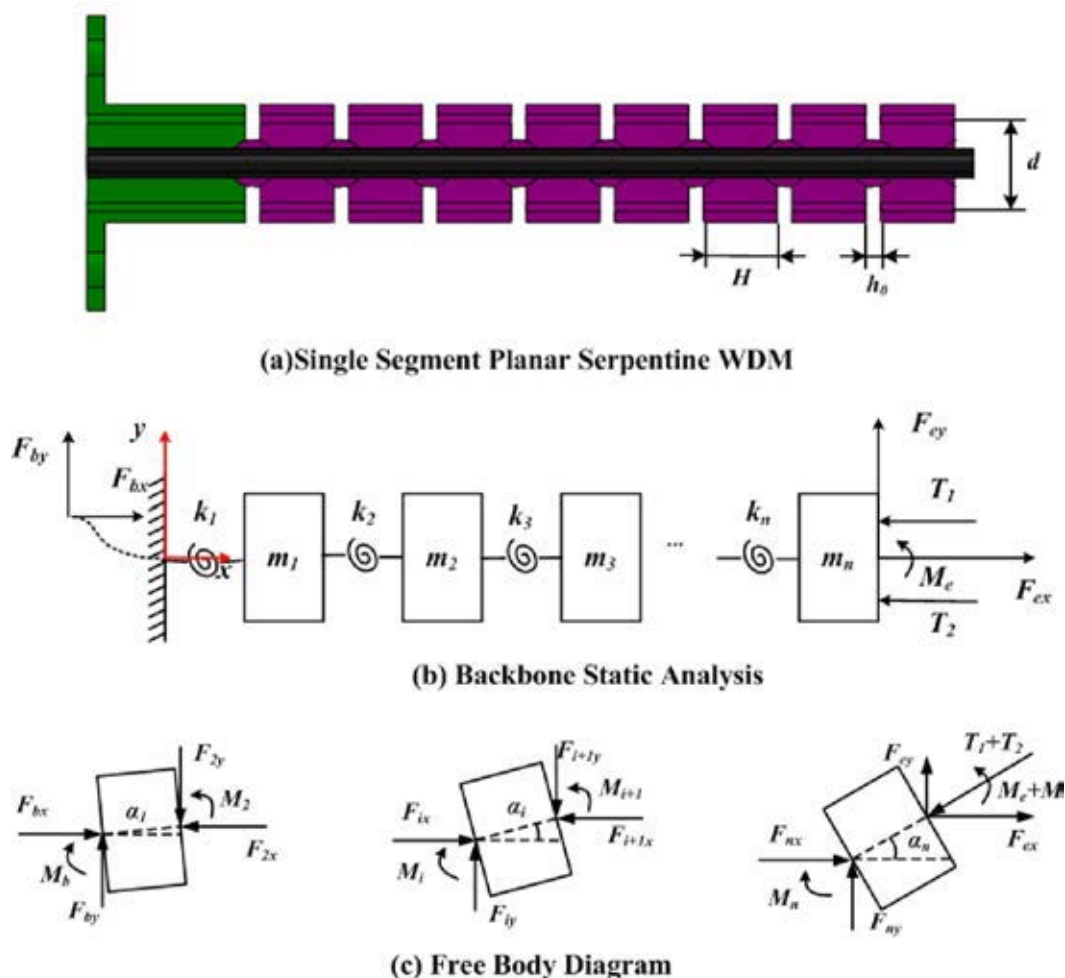 d
H
h₀
(a)Single Segment Planar Serpentine WDM
F_by
y
F_bx
k₁
x
m₁
k₂
m₂
k₃
m₃
...
k_n
m_n
F_ey
T₁
M_e
F_ex
T₂
(b) Backbone Static Analysis
F_2y
F_bx
α₁
M₂
F_2x
M_b
F_by
F_i+1y
F_ix
α_i
M_i+1
F_i+1x
M_i
F_iy
F_ey
T₁+T₂
M_e+M
F_nx
α_n
F_ex
M_n
F_ny
(c) Free Body Diagram